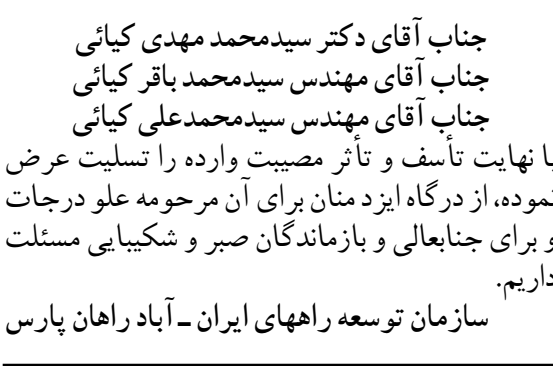 جناب آقای دکتر سیدمحمد مهدی کیائی
جناب آقای مهندس سیدمحمد باقر کیائی
جناب آقای مهندس سیدمحمدعلی کیائی
با نهایت تأسف و تأثر مصیبت وارده را تسلیت عرض
نموده، از درگاه ایزد منان برای آن مرحومه علو درجات
و برای جنابعالی و بازماندگان صبر و شکیبایی مسئلت
داریم.
سازمان توسعه راههای ایران ــ آباد راهان پارس